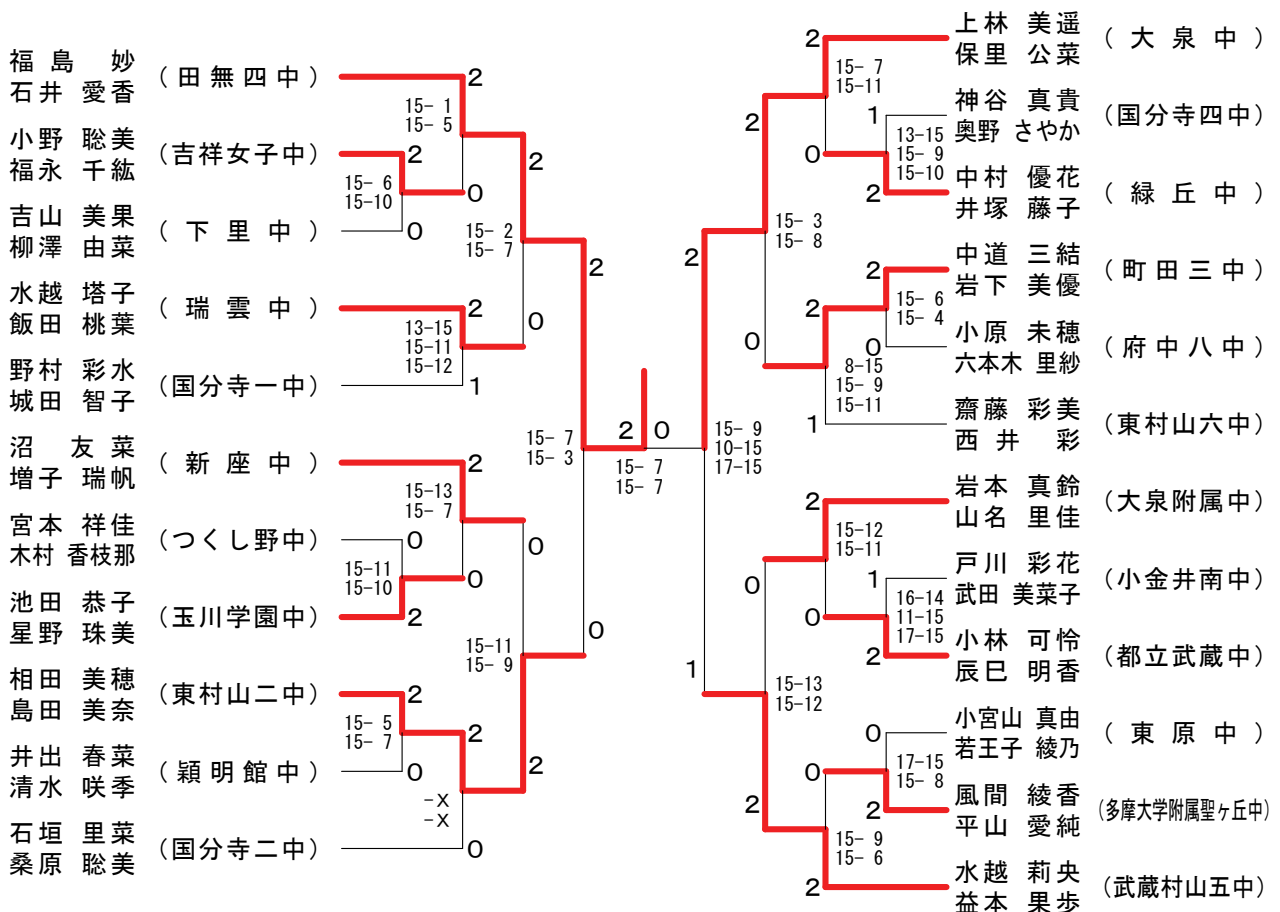 福島 妙
石井 愛香
(田無四中)
2
15- 1
15- 5
小野 聡美
福永 千紘
(吉祥女子中)
2
15- 6
15-10
0
2
吉山 美果
柳澤 由菜
(下里中)
0
15- 2
15- 7
2
水越 塔子
飯田 桃葉
(瑞雲中)
2
0
13-15
15-11
15-12
野村 彩水
城田 智子
(国分寺一中)
1
沼 友菜
増子 瑞帆
(新座中)
2
15- 7
15- 3
15-13
15- 7
宮本 祥佳
木村 香枝那
(つくし野中)
0
0
15-11
15-10
0
池田 恭子
星野 珠美
(玉川学園中)
2
0
15-11
15- 9
相田 美穂
島田 美奈
(東村山二中)
2
15- 5
15- 7
2
井出 春菜
清水 咲季
(穎明館中)
0
2
-X
-X
石垣 里菜
桑原 聡美
(国分寺二中)
0
2
0
15- 7
15- 7
上林 美遥
保里 公菜
(大泉中)
2
15- 7
15-11
神谷 真貴
奥野 さやか
(国分寺四中)
1
2
13-15
15- 9
15-10
0
中村 優花
井塚 藤子
(緑丘中)
2
15- 3
15- 8
2
中道 三結
岩下 美優
(町田三中)
2
15- 6
15- 4
2
小原 未穂
六本木 里紗
(府中八中)
0
0
8-15
15- 9
15-11
齋藤 彩美
西井 彩
(東村山六中)
1
15- 9
10-15
17-15
岩本 真鈴
山名 里佳
(大泉附属中)
2
15-12
15-11
戸川 彩花
武田 美菜子
(小金井南中)
1
0
16-14
11-15
17-15
0
小林 可怜
辰巳 明香
(都立武蔵中)
2
1
15-13
15-12
小宮山 真由
若王子 綾乃
(東原中)
0
17-15
15- 8
0
風間 綾香
平山 愛純
(多摩大学附属聖ヶ丘中)
2
2
15- 9
15- 6
水越 莉央
益本 果歩
(武蔵村山五中)
2